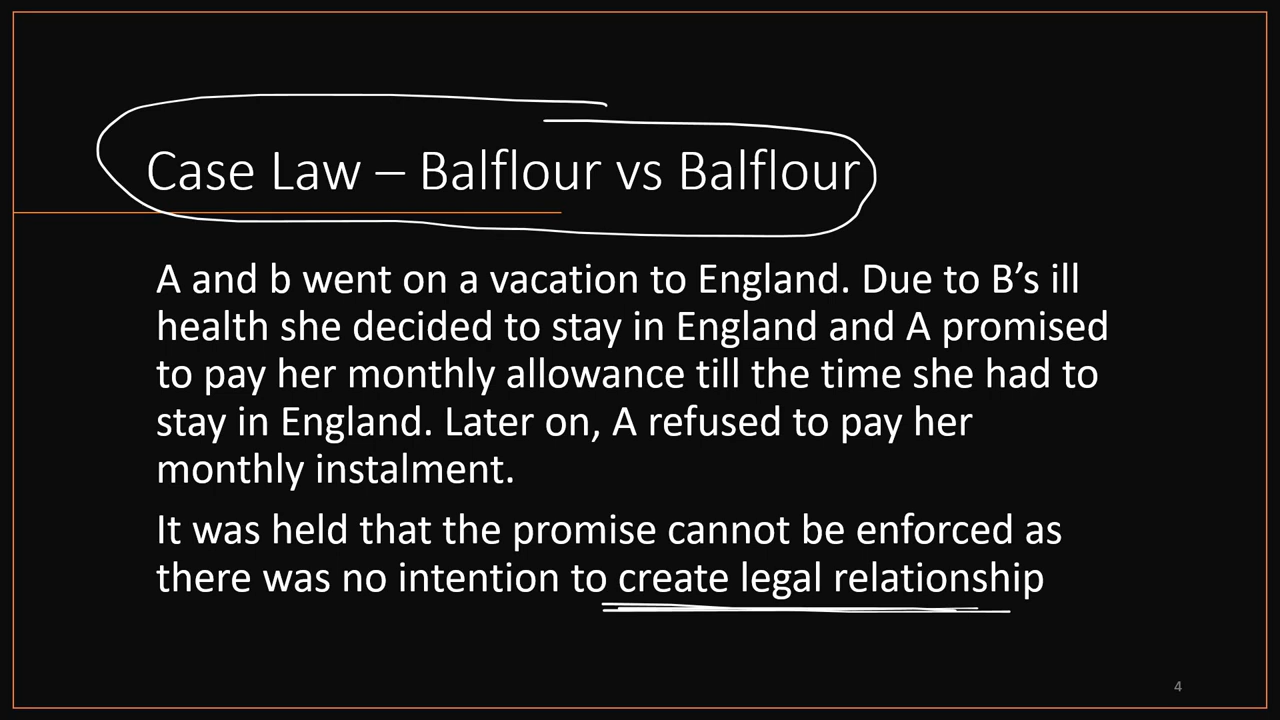 Case Law – Balflour vs Balflour
A and b went on a vacation to England. Due to B’s ill
health she decided to stay in England and A promised
to pay her monthly allowance till the time she had to
stay in England. Later on, A refused to pay her
monthly instalment.
It was held that the promise cannot be enforced as
there was no intention to create legal relationship
4